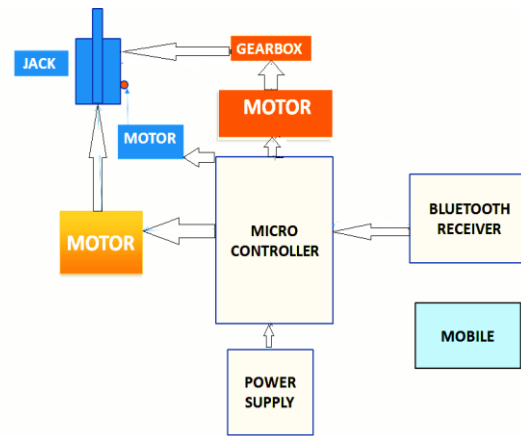 JACK
GEARBOX
MOTOR
MOTOR
MOTOR
MICRO
CONTROLLER
BLUETOOTH
RECEIVER
MOBILE
POWER
SUPPLY